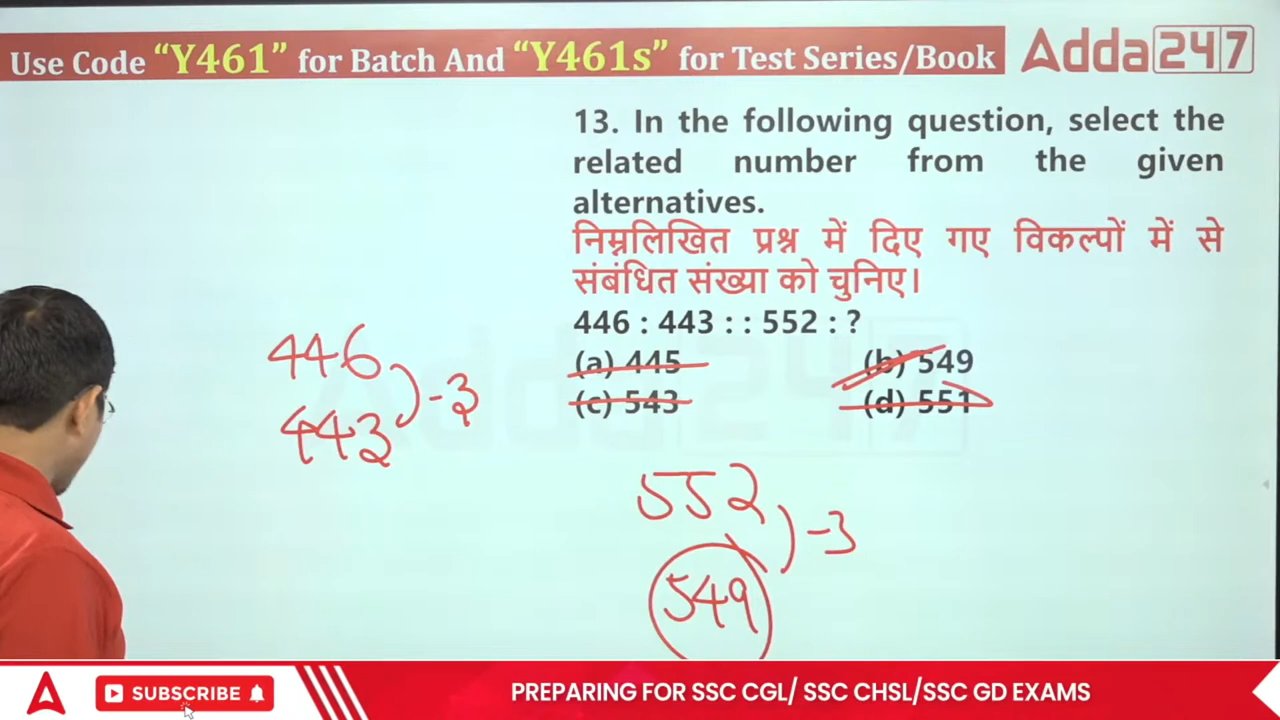 Use Code “Y461” for Batch And “Y461s” for Test Series/Book
Adda247
13. In the following question, select the
related number from the given
alternatives.
निम्नलिखित प्रश्न में दिए गए विकल्पों में से
संबंधित संख्या को चुनिए।
446 : 443 : : 552 : ?
(a) 445 (b) 549
(c) 543 (d) 551
446
443
-3
552
549
-3
SUBSCRIBE
PREPARING FOR SSC CGL/ SSC CHSL/SSC GD EXAMS